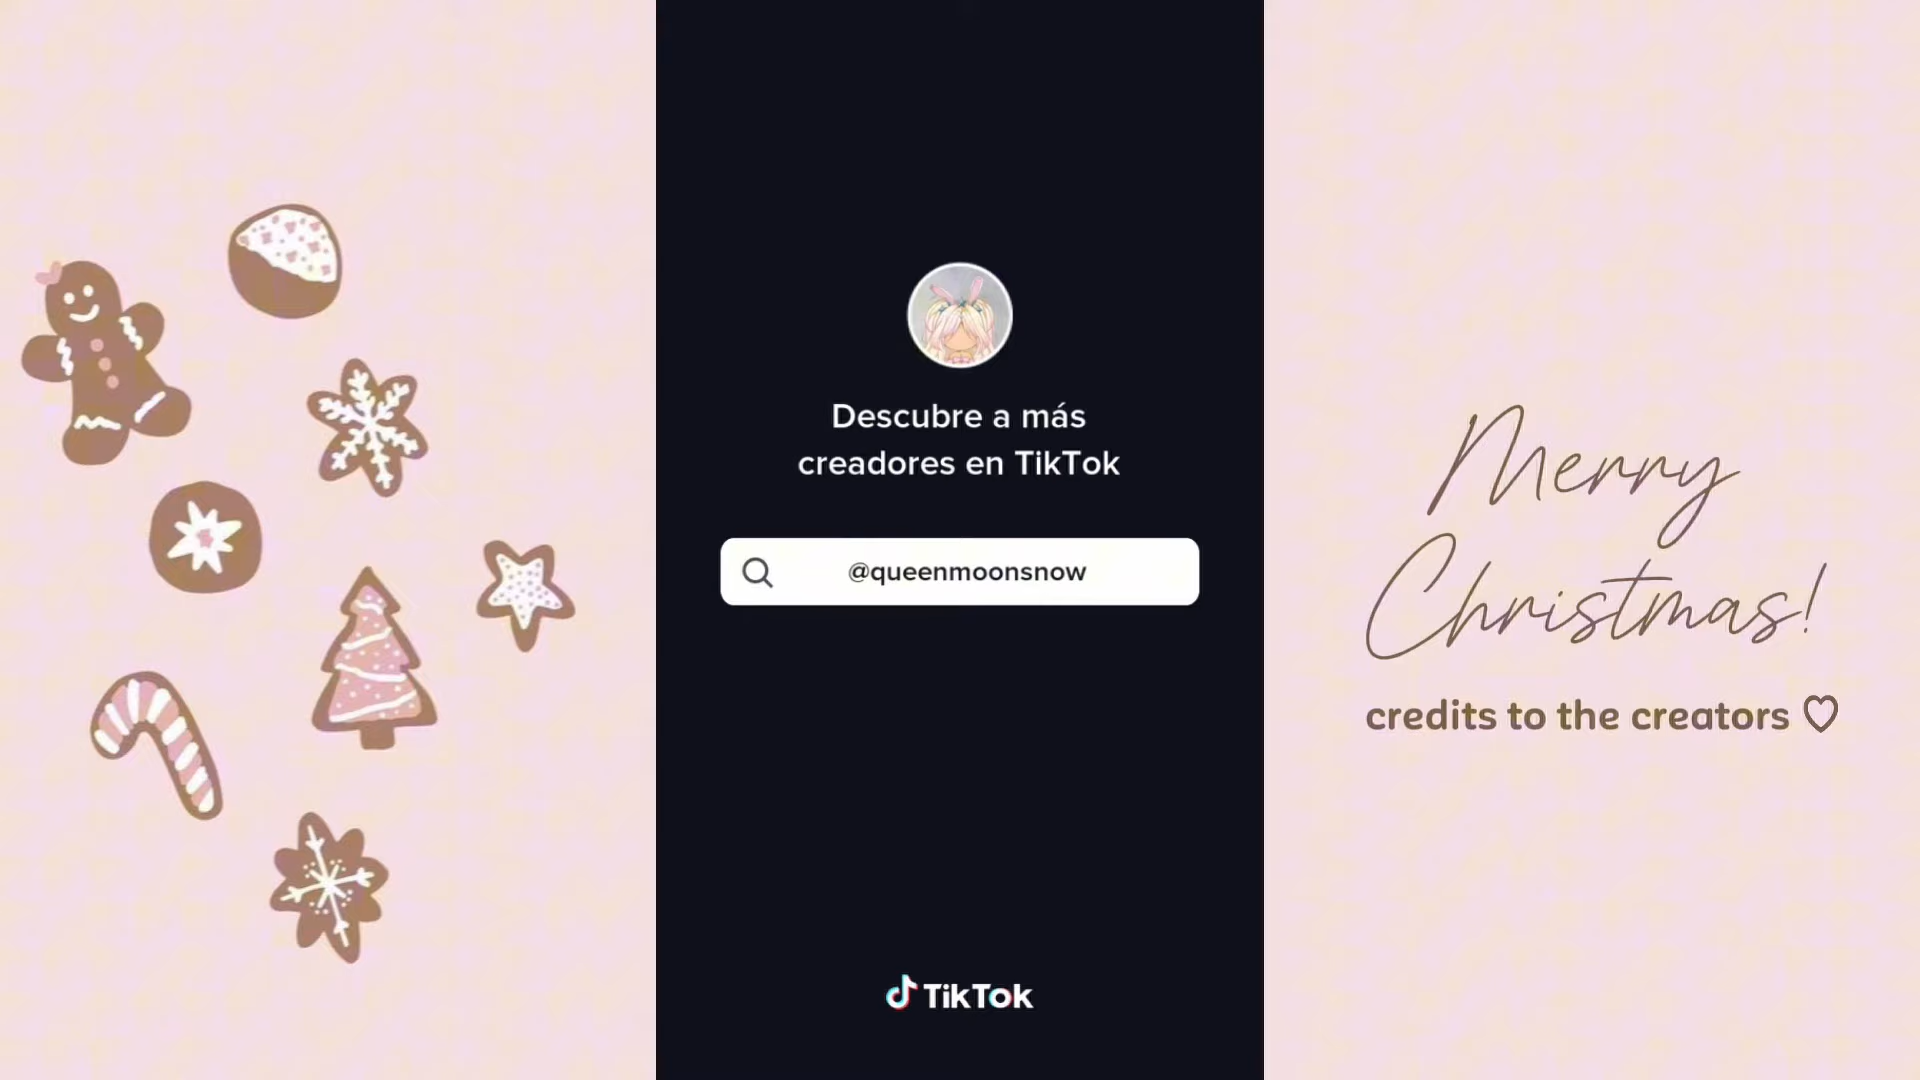 Descubre a más
creadores en TikTok
@queenmoonsnow
TikTok
Merry
Christmas!
credits to the creators ♡